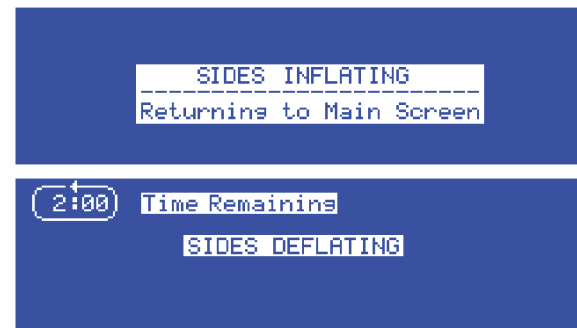 SIDES INFLATING
Returning to Main Screen
2:00 Time Remaining
SIDES DEFLATING